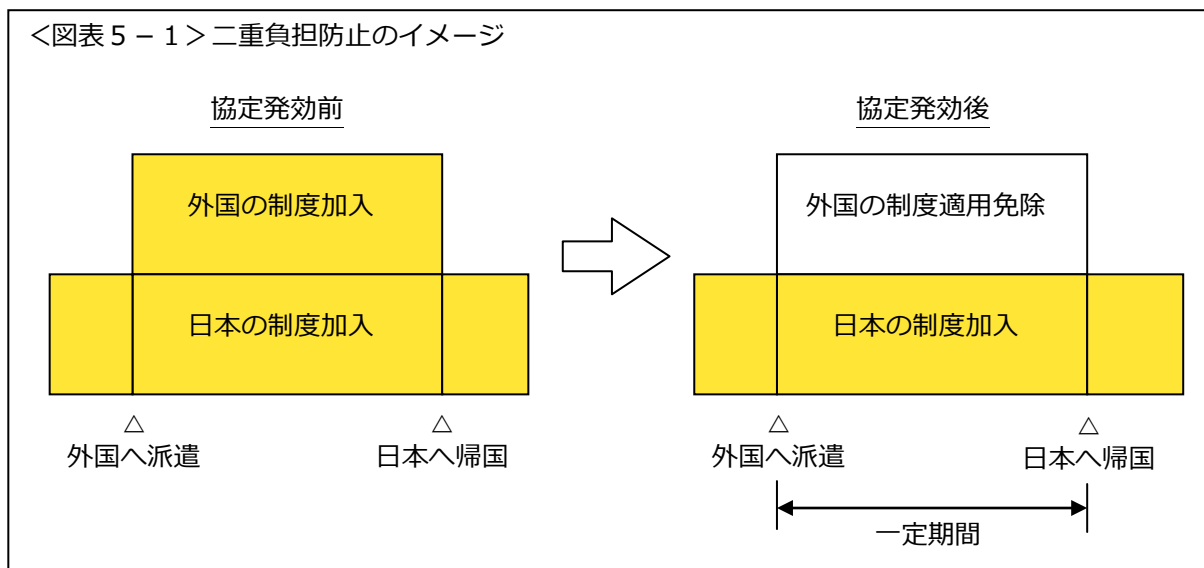 <図表５－１>二重負担防止のイメージ
協定発効前
外国の制度加入
日本の制度加入
△
外国へ派遣
△
日本へ帰国
協定発効後
外国の制度適用免除
日本の制度加入
△
外国へ派遣
△
日本へ帰国
一定期間